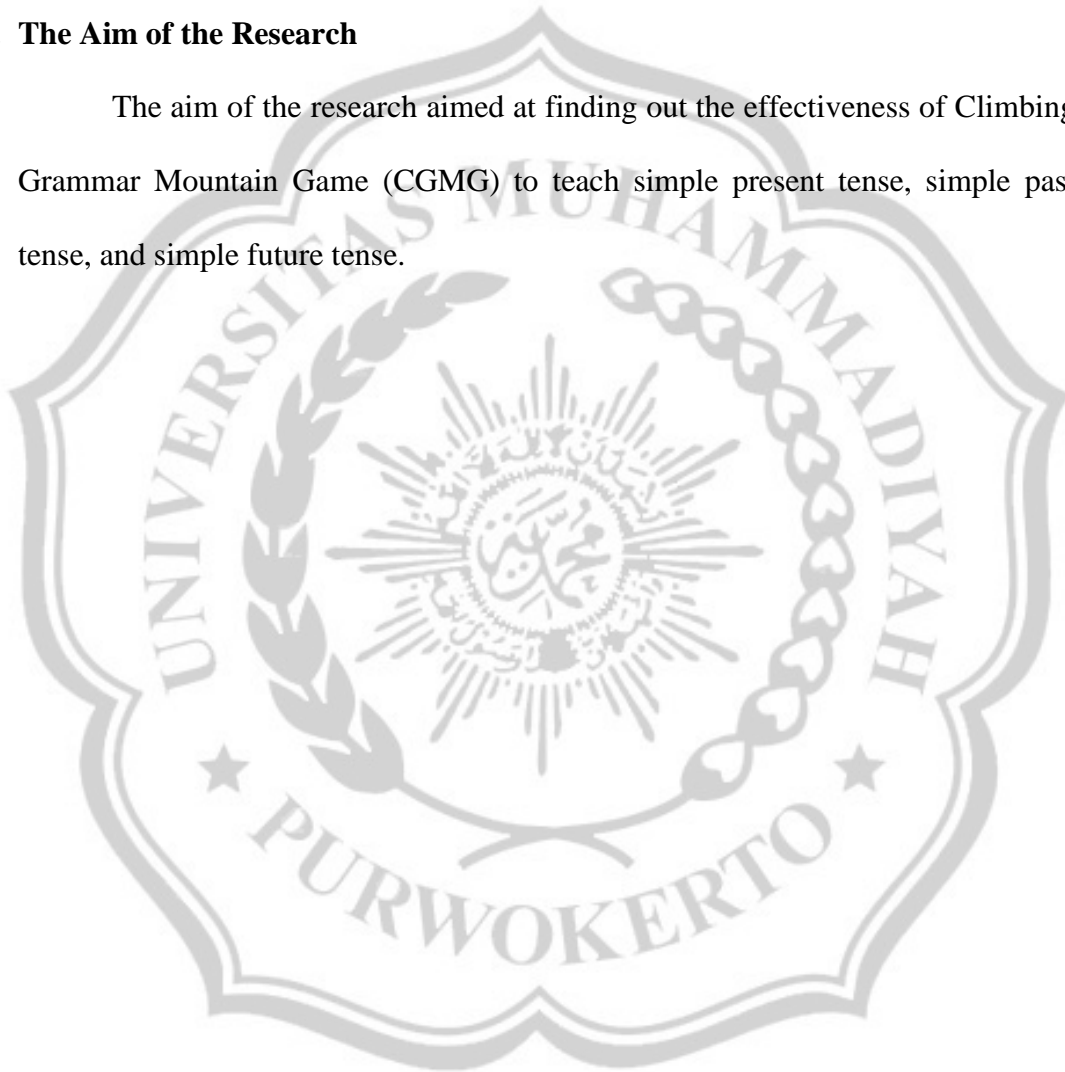 The Aim of the Research
The aim of the research aimed at finding out the effectiveness of Climbing
Grammar Mountain Game (CGMG) to teach simple present tense, simple pas
tense, and simple future tense.
UNIVERSITAS MUHAMMADIYAH
PURWOKERTO